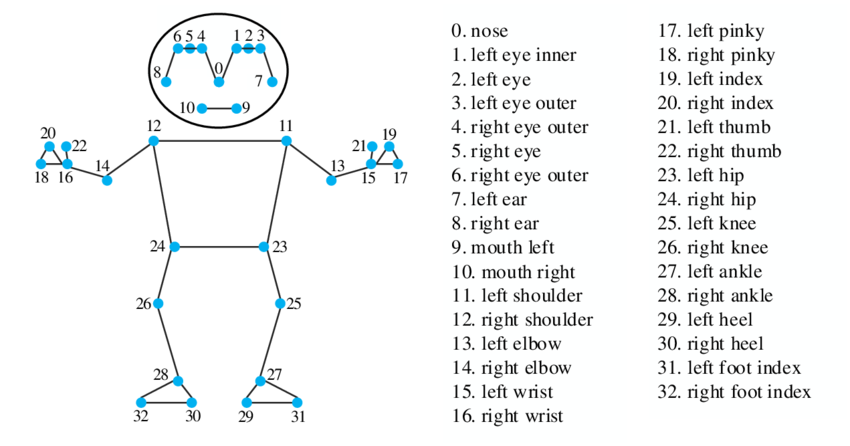 6 5 4 1 2 3
8 0 7
10 9
12 11
20 22 14 21 19 13
18 16 15 17
24 23
26 25
28 27
32 30 29 31
0. nose
1. left eye inner
2. left eye
3. left eye outer
4. right eye outer
5. right eye
6. right eye outer
7. left ear
8. right ear
9. mouth left
10. mouth right
11. left shoulder
12. right shoulder
13. left elbow
14. right elbow
15. left wrist
16. right wrist
17. left pinky
18. right pinky
19. left index
20. right index
21. left thumb
22. right thumb
23. left hip
24. right hip
25. left knee
26. right knee
27. left ankle
28. right ankle
29. left heel
30. right heel
31. left foot index
32. right foot index